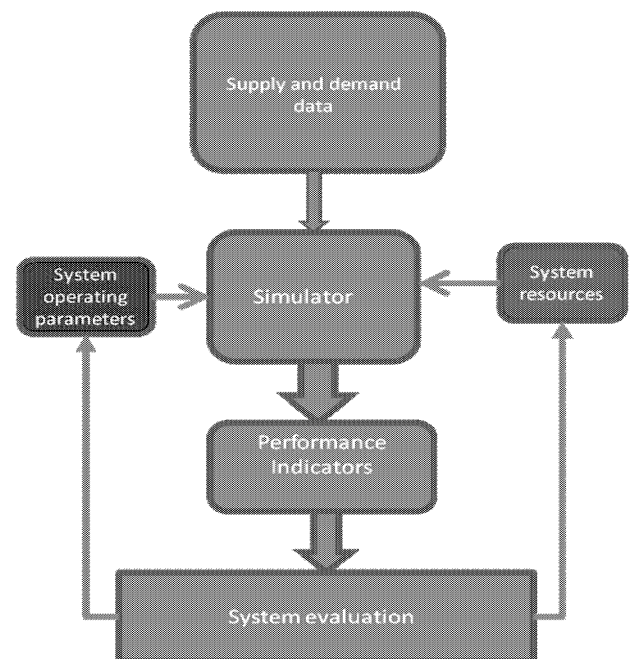 Supply and demand
data
System
operating
parameters
Simulator
System
resources
Performance
Indicators
System evaluation